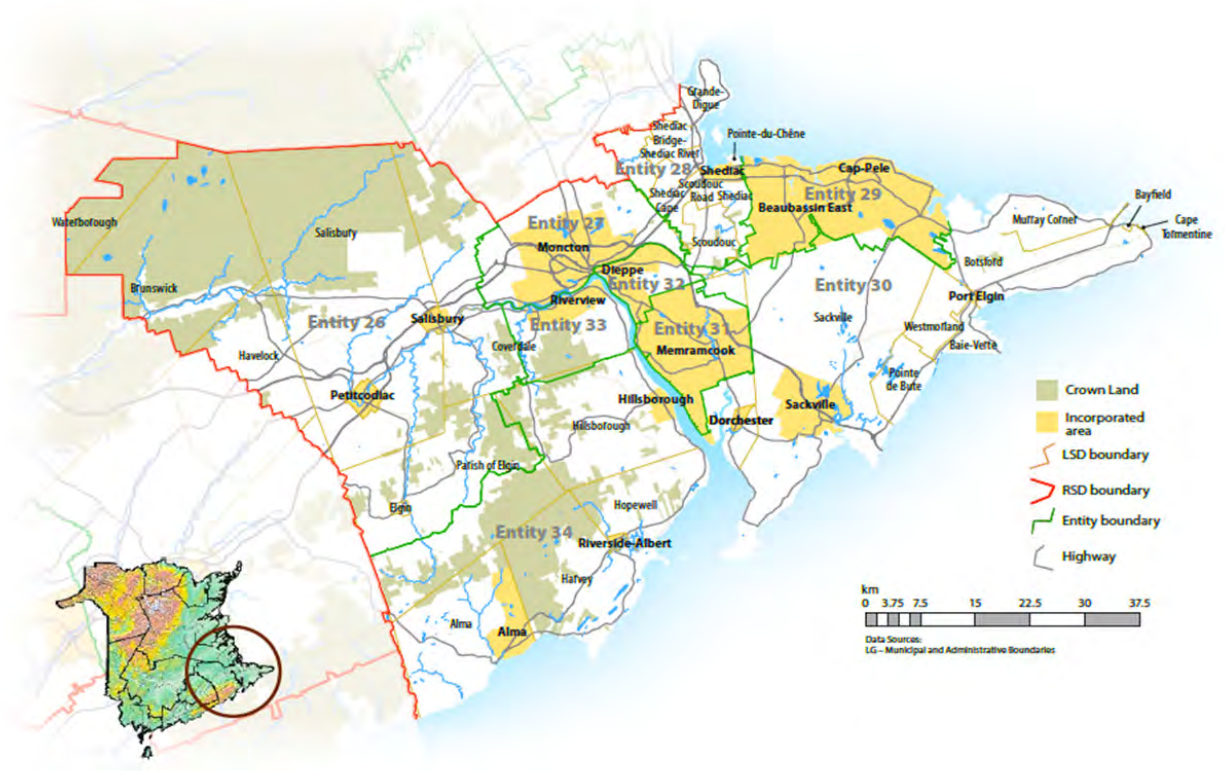 Grande-
Digue
Shediac
Bridge-
Shediac River
Pointe-du-Chêne
Entity 28
Shediac
Cap-Pele
Scoudouc
Road
Shediac
Shediac
Cape
Entity 29
Beaubassin East
Bayfield
Murray Corner
Cape
Tormentine
Waterborough
Salisbury
Entity 27
Moncton
Scoudouc
Botsford
Dieppe
Entity 32
Entity 30
Brunswick
Riverview
Port Elgin
Entity 26
Salisbury
Entity 33
Entity 31
Sackville
Westmorland
Havelock
Coverdale
Memramcook
Baie-Verte
Pointe
de Bute
Petitcodiac
Hillsborough
Sackville
Dorchester
Hillsborough
Parish of Elgin
Elgin
Hopewell
Entity 34
Riverside-Albert
Harvey
Alma
Alma
Crown Land
Incorporated
area
LSD boundary
RSD boundary
Entity boundary
Highway
km
0 3.75 7.5 15 22.5 30 37.5
Data Sources:
LG – Municipal and Administrative Boundaries